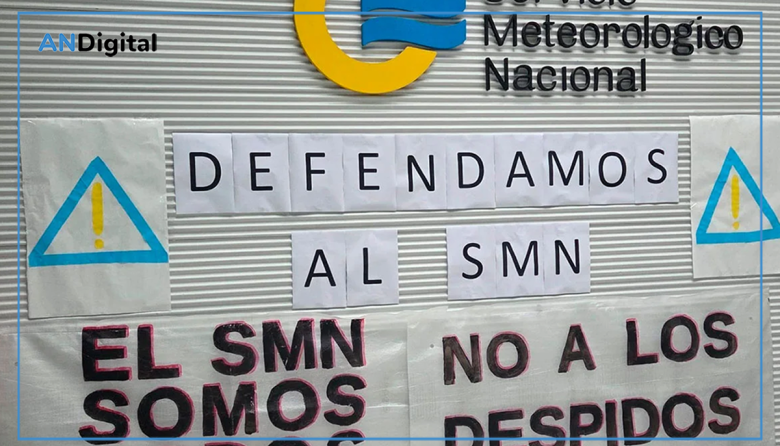 ANDigital
Meteorologico
Nacional
!
DEFENDAMOS
!
AL SMN
EL SMN
SOMOS
NO A LOS
DESPIDOS